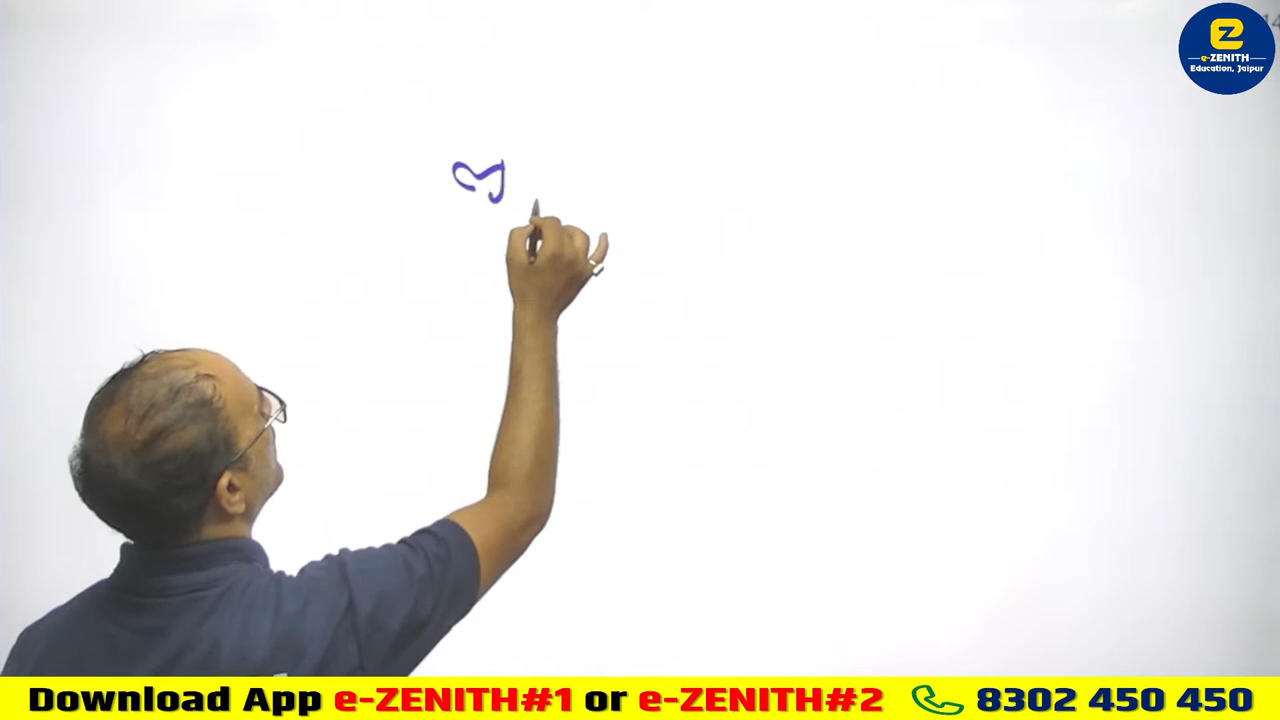 e
Z
e-ZENITH
Education, Jaipur
Download App e-ZENITH#1 or e-ZENITH#2 8302 450 450